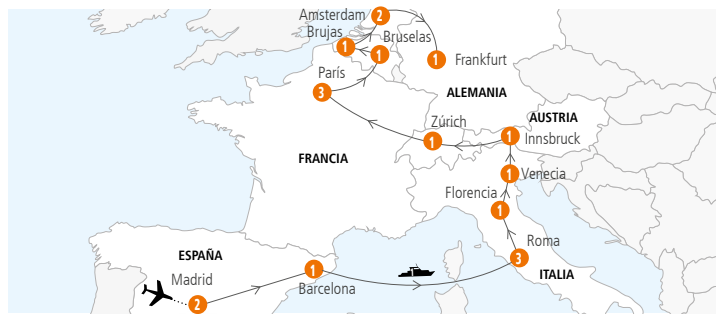 Amsterdam
2
Brujas
1
Bruselas
1
Frankfurt
1
París
3
ALEMANIA
AUSTRIA
Zúrich
1
1
Innsbruck
FRANCIA
1
Venecia
Florencia
1
Roma
3
ESPAÑA
Madrid
2
1
Barcelona
ITALIA